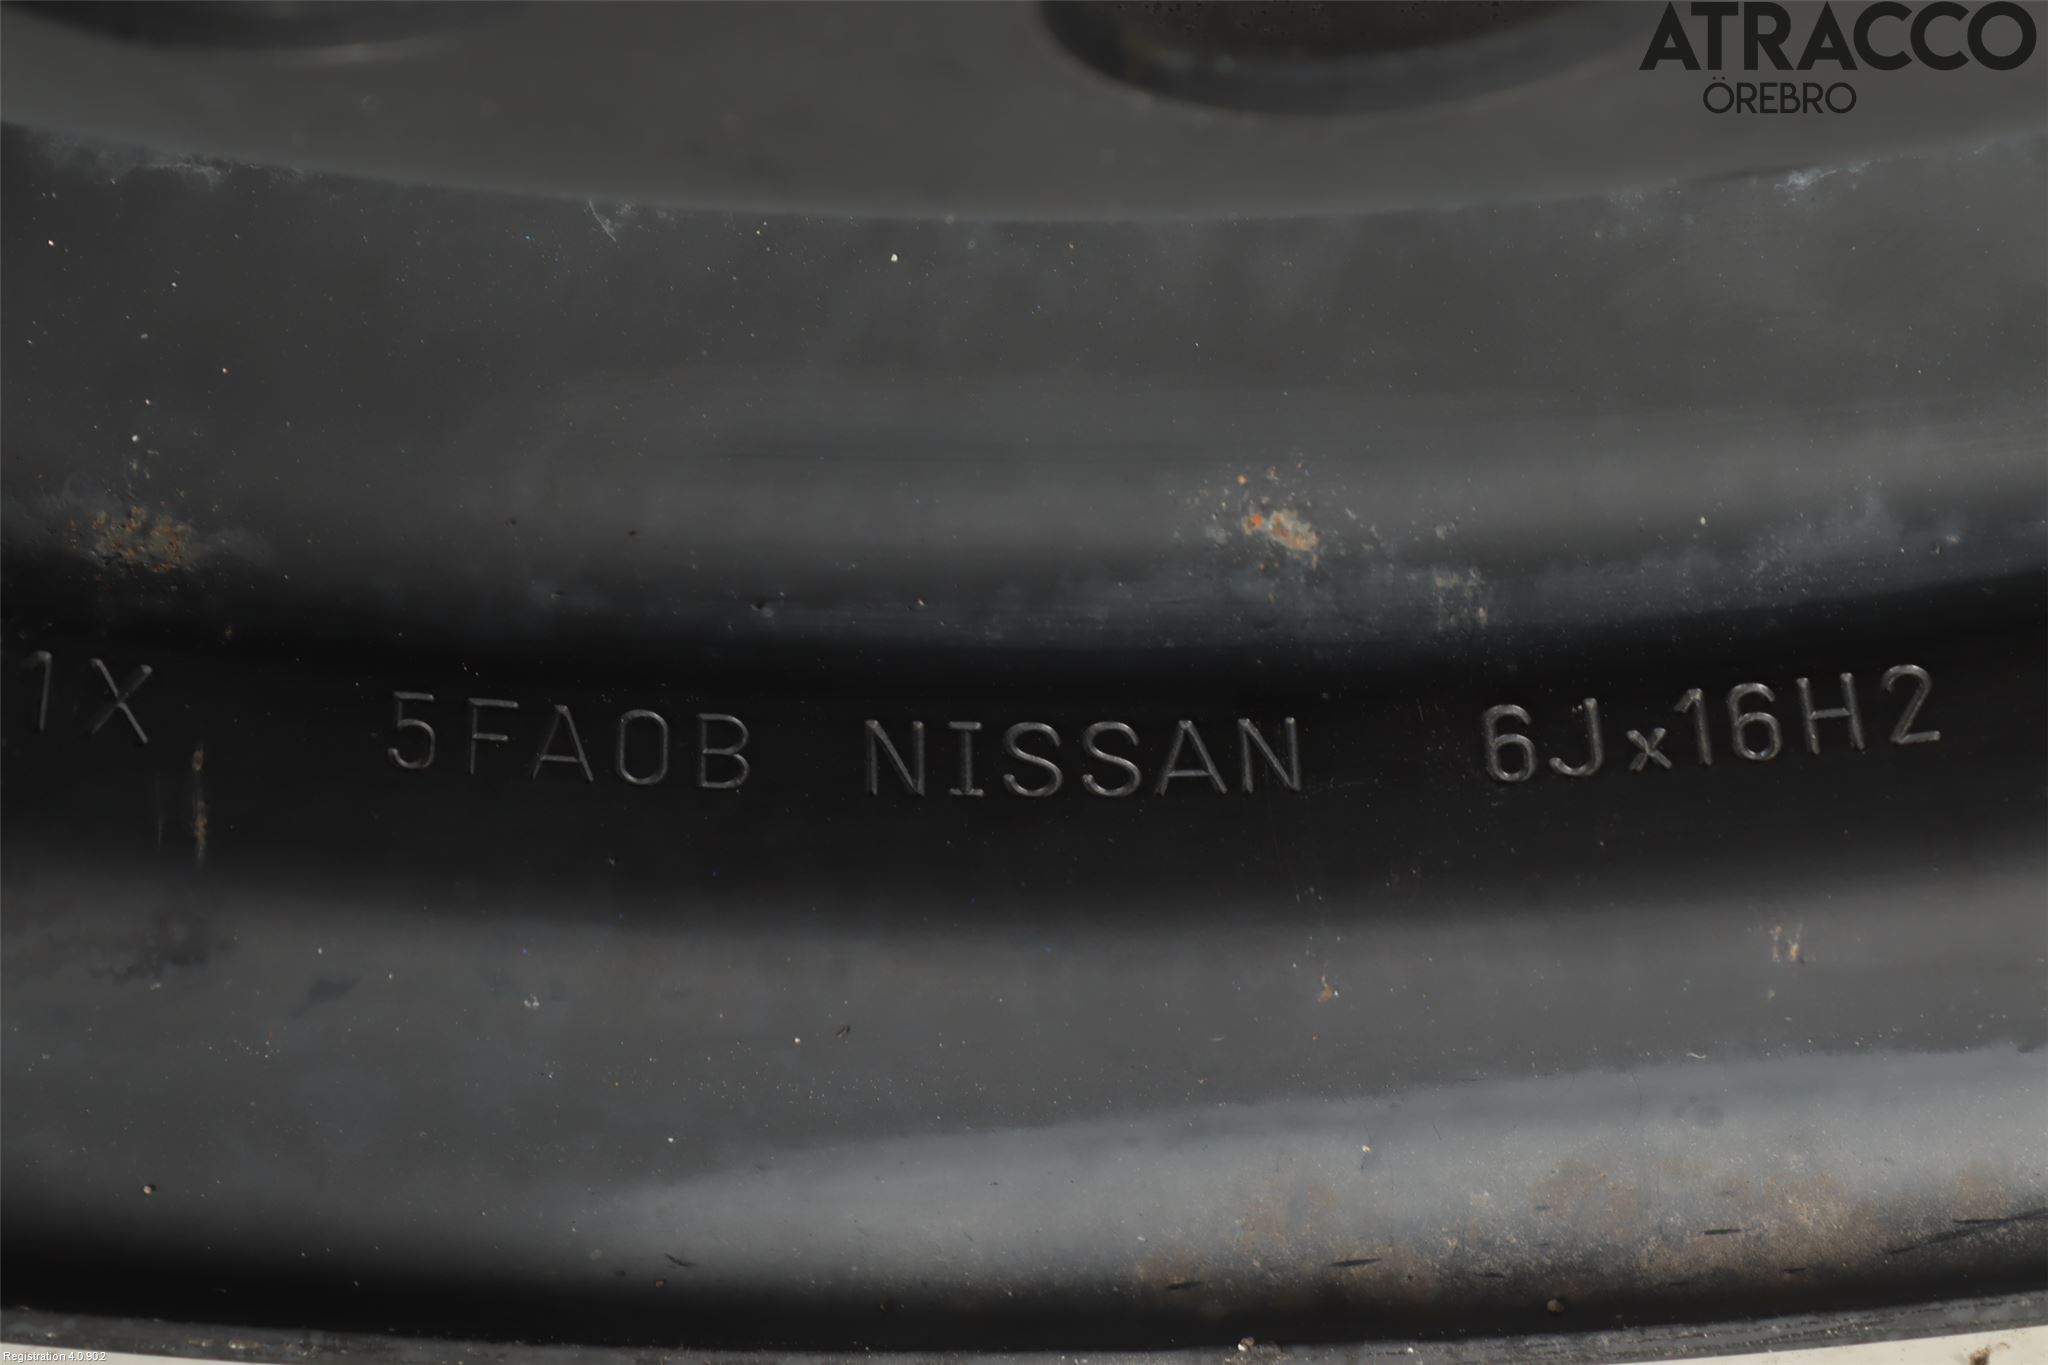 ATRACCO
ÖREBRO
1X 5FA0B NISSAN 6Jx16H2
Registration 4.0.902